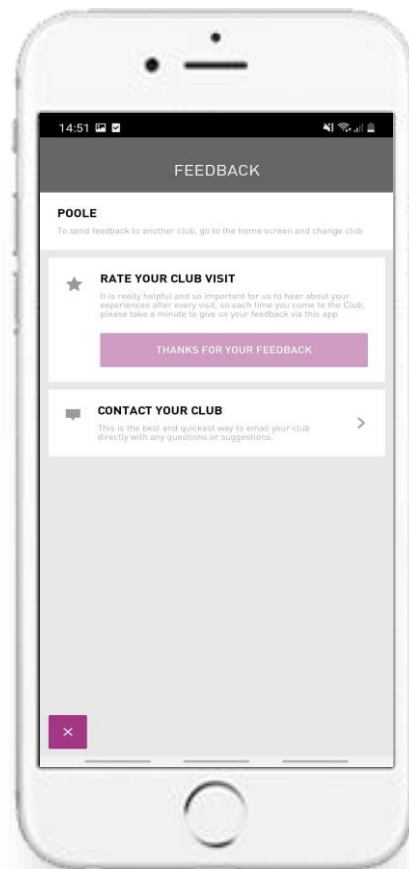 14:51
FEEDBACK
POOLE
To send feedback to another club, go to the home screen and change club
RATE YOUR CLUB VISIT
It is really helpful and so important for us to hear about your
experiences after every visit, so each time you come to the Club,
please take a minute to give us your feedback via this app
THANKS FOR YOUR FEEDBACK
CONTACT YOUR CLUB
This is the best and quickest way to email your club
directly with any questions or suggestions.